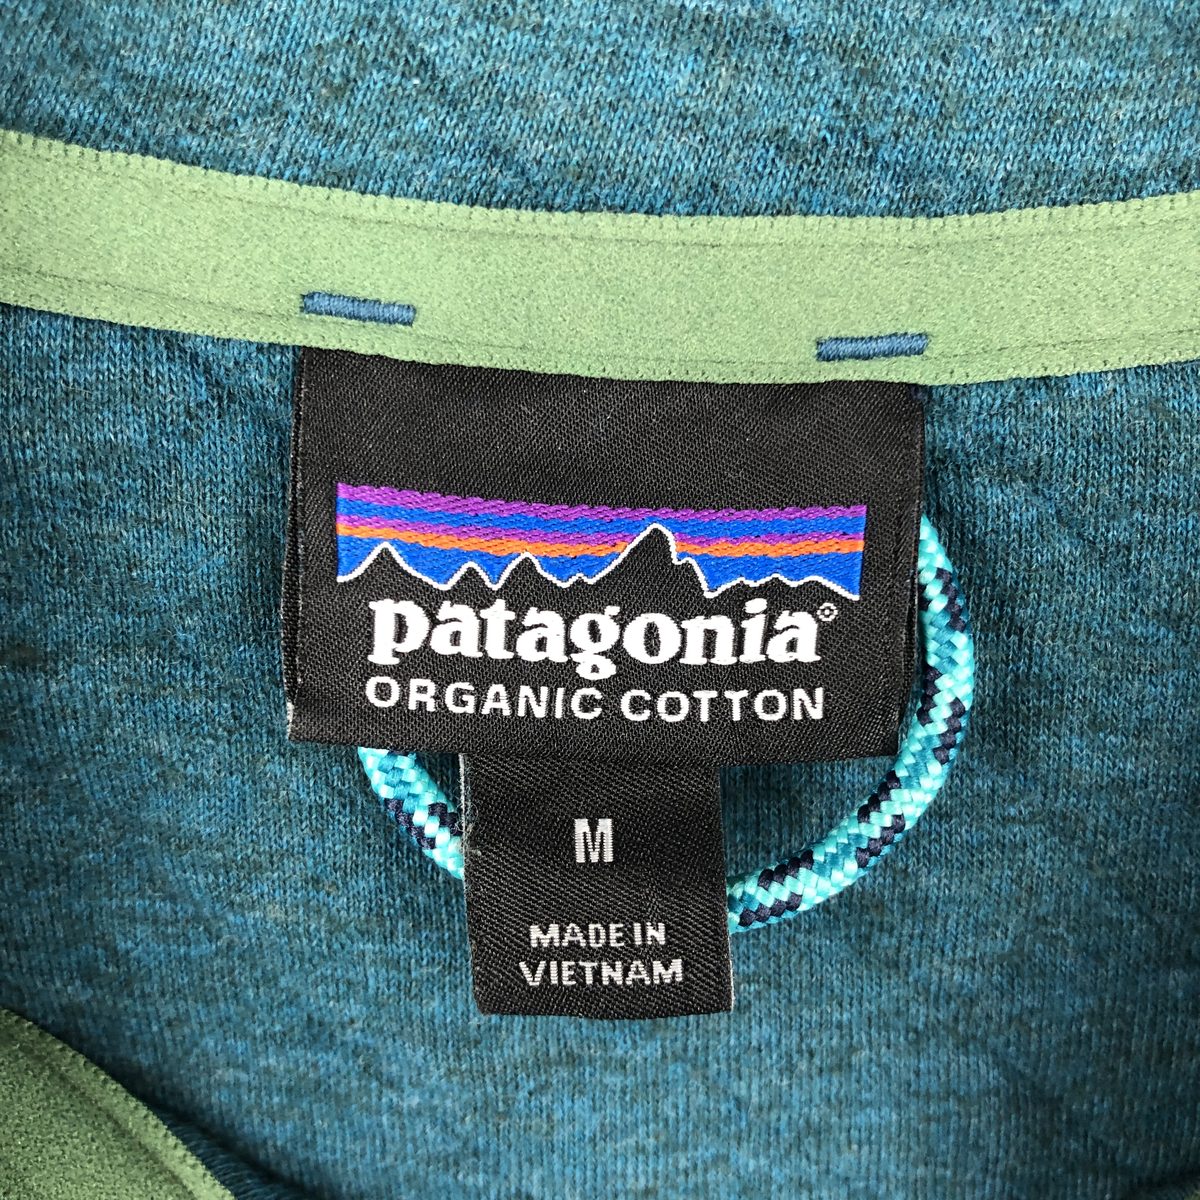 patagonia®
ORGANIC COTTON
M
MADE IN
VIETNAM